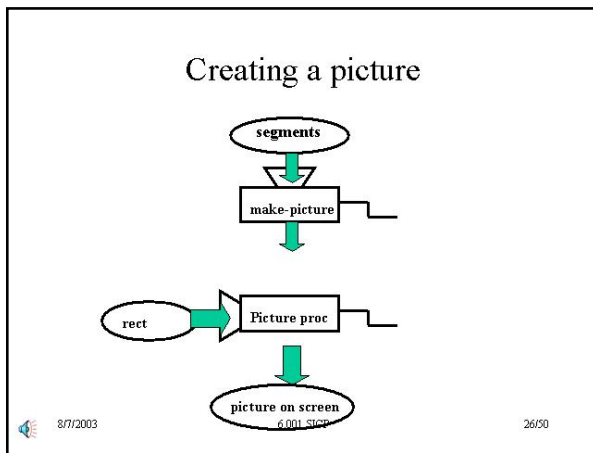 Creating a picture
segments
make-picture
rect
Picture proc
picture on screen
8/7/2003
6.001 SICP
26/50